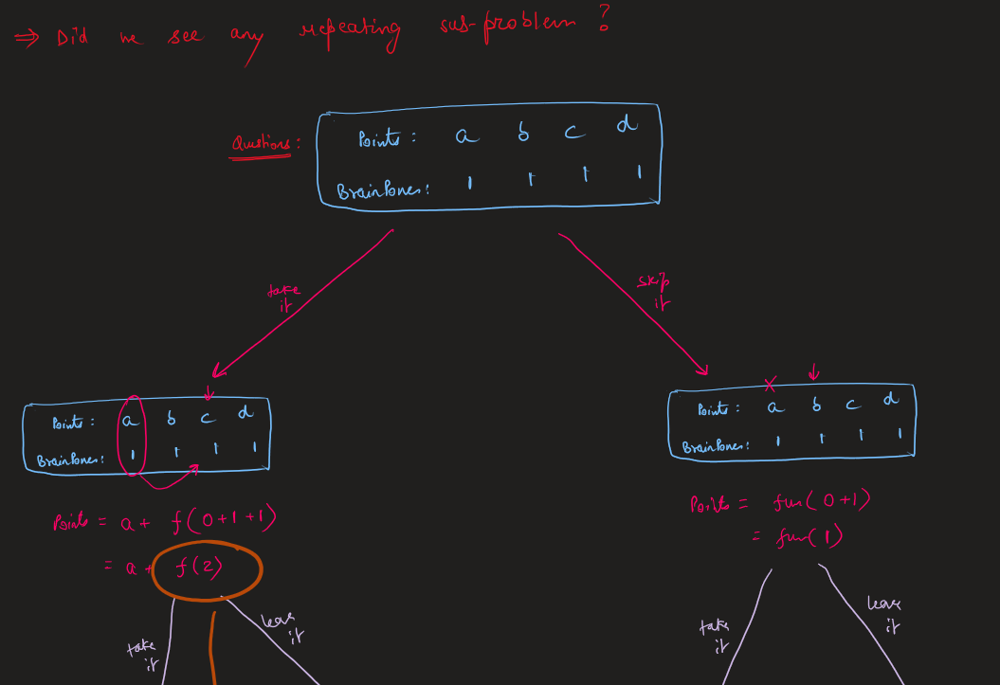 ⇒ Did we see any repeating sub-problem ?
Questions:
Points : a b c d
BrainPower: 1 1 1 1
take it
skip it
Points : a b c d
BrainPower: 1 1 1 1
Points = a + f(0+1+1)
= a + f(2)
take it
leave it
x
Points : a b c d
BrainPower: 1 1 1 1
Points = fun(0+1)
= fun(1)
take it
leave it